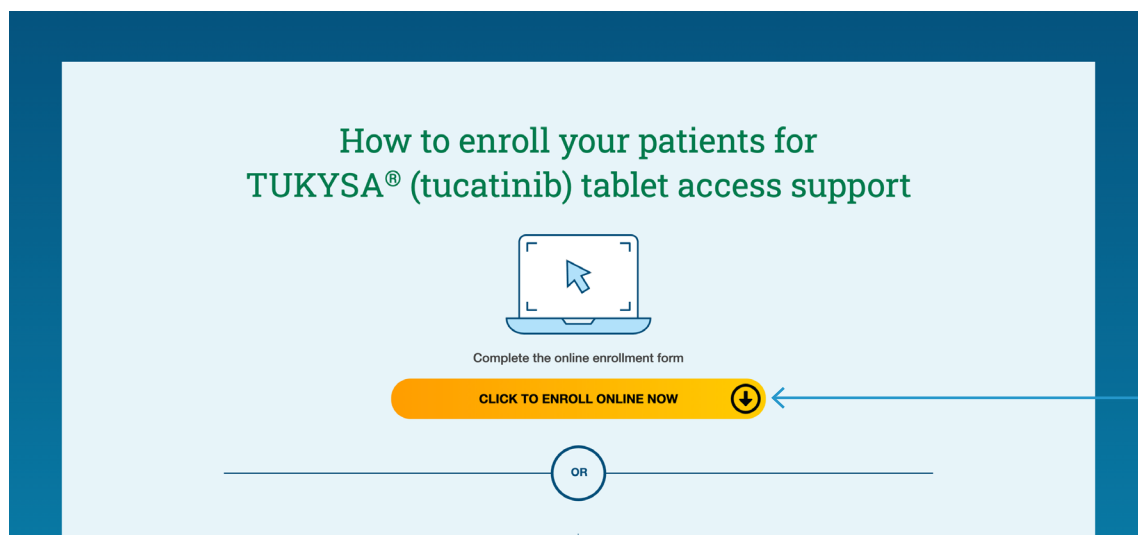 How to enroll your patients for
TUKYSA® (tucatinib) tablet access support
Complete the online enrollment form
CLICK TO ENROLL ONLINE NOW
OR